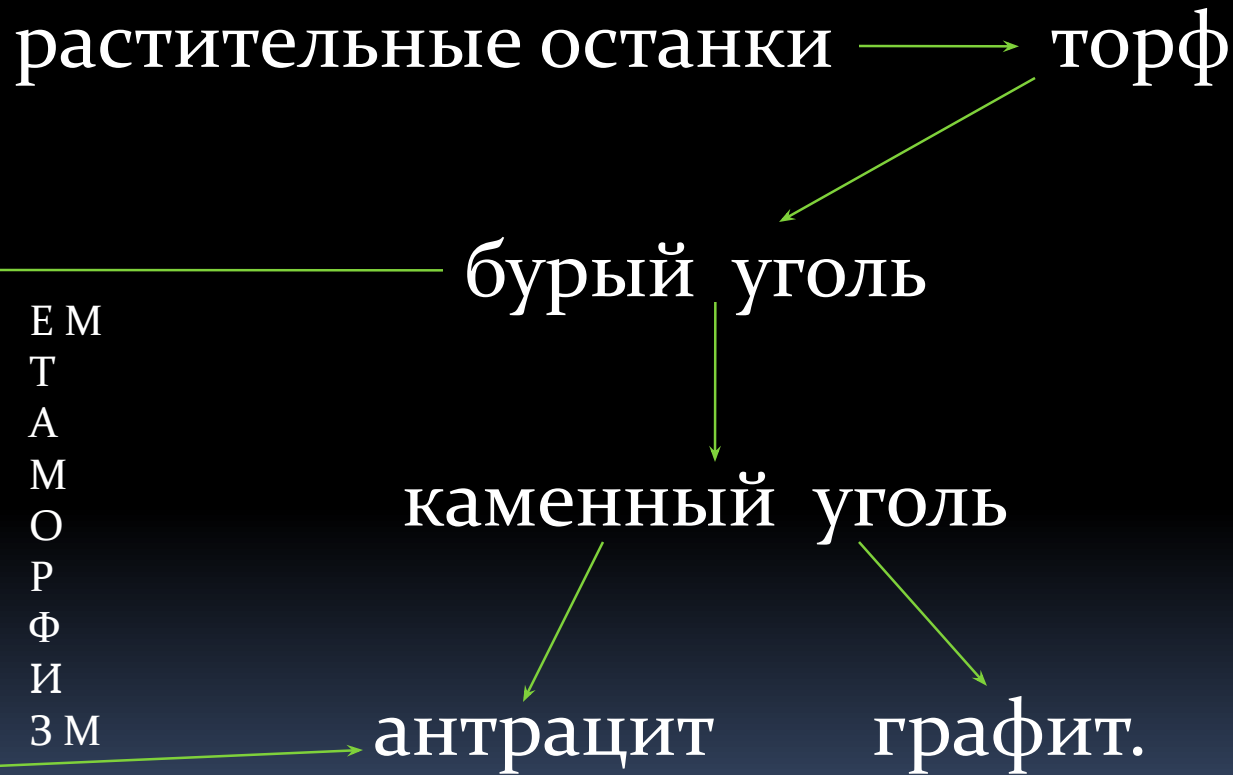 растительные останки торф
бурый уголь
Е М
Т
А
М
О
Р
Ф
И
З М
каменный уголь
антрацит графит.